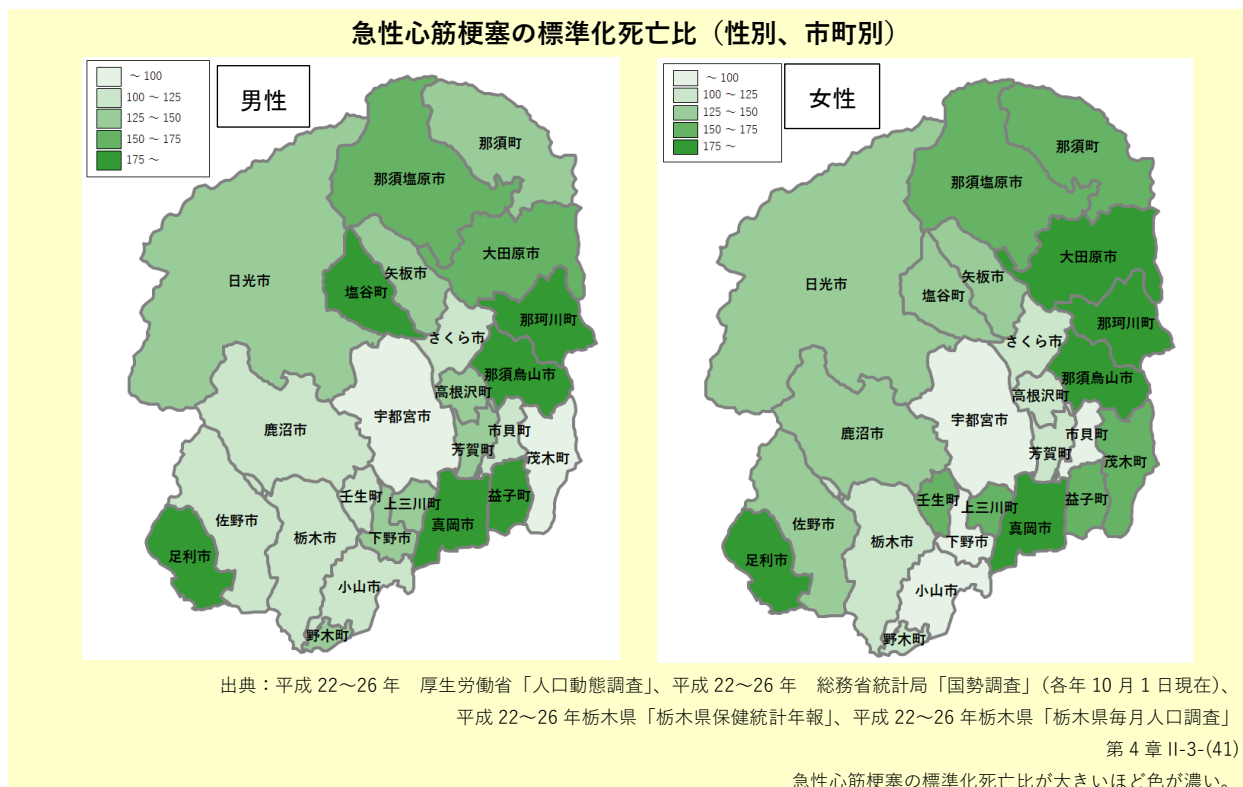 急性心筋梗塞の標準化死亡比（性別、市町別）
～ 100
100 ～ 125
125 ～ 150
150 ～ 175
175 ～
男性
那須町
那須塩原市
大田原市
日光市
矢板市
塩谷町
那珂川町
さくら市
那須烏山市
高根沢町
宇都宮市
鹿沼市
市貝町
芳賀町
茂木町
壬生町
上三川町
益子町
佐野市
真岡市
栃木市
下野市
足利市
小山市
野木町
～ 100
100 ～ 125
125 ～ 150
150 ～ 175
175 ～
女性
那須町
那須塩原市
大田原市
日光市
矢板市
塩谷町
那珂川町
さくら市
那須烏山市
高根沢町
宇都宮市
鹿沼市
市貝町
芳賀町
茂木町
壬生町
上三川町
益子町
佐野市
真岡市
栃木市
下野市
足利市
小山市
野木町
出典：平成 22～26 年　厚生労働省「人口動態調査」、平成 22～26 年　総務省統計局「国勢調査」（各年 10 月 1 日現在）、
平成 22～26 年栃木県「栃木県保健統計年報」、平成 22～26 年栃木県「栃木県毎月人口調査」
第 4 章 II-3-(41)
急性心筋梗塞の標準化死亡比が大きいほど色が濃い。